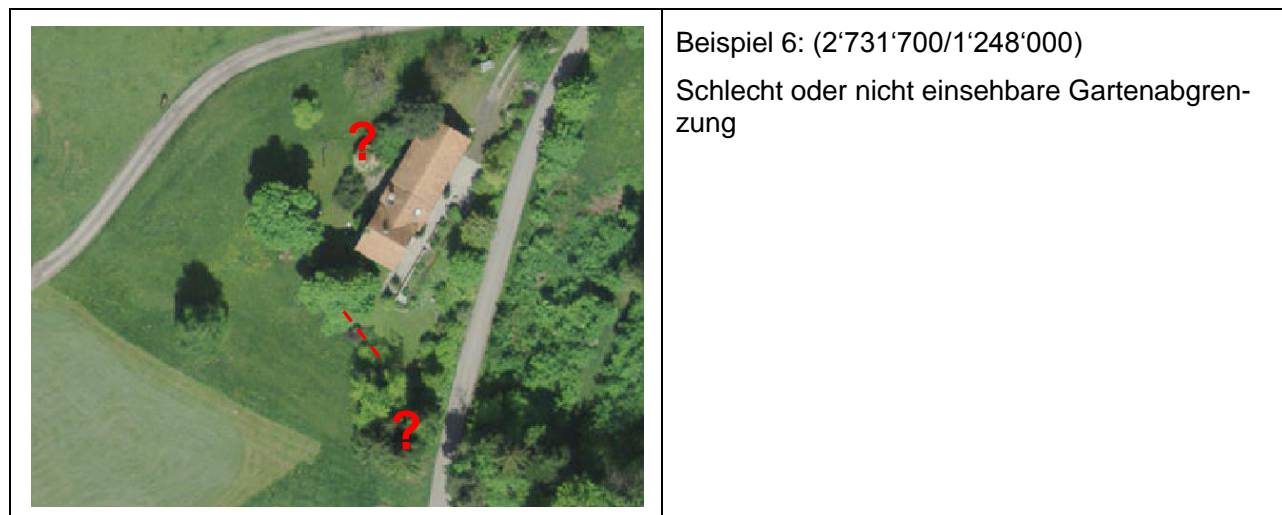 ?
?
Beispiel 6: (2‘731‘700/1‘248‘000)
Schlecht oder nicht einsehbare Gartenabgren-
zung